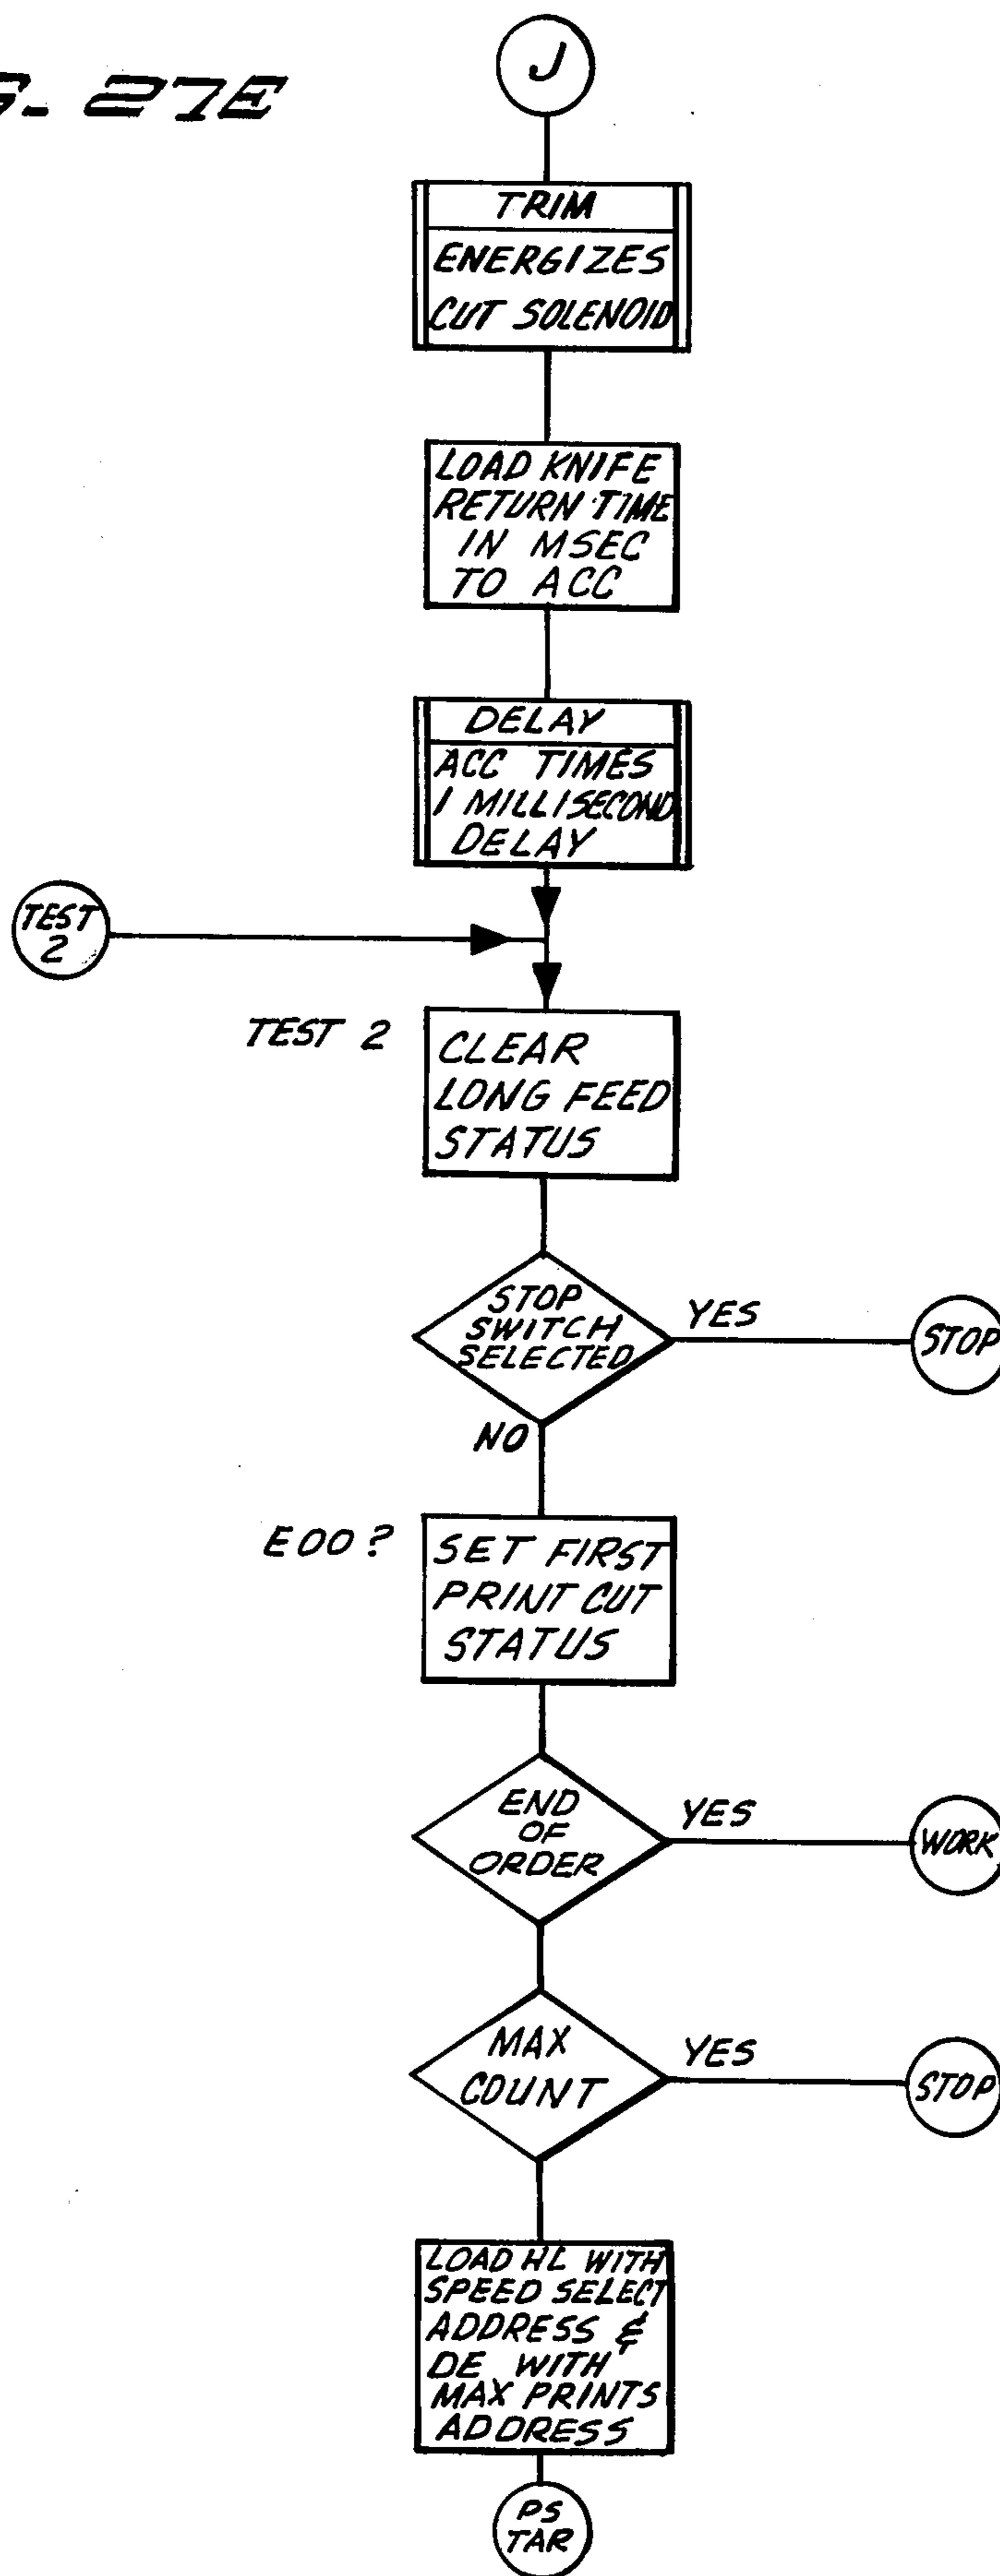 G. 27E
J
TRIM
ENERGIZES
CUT SOLENOID
LOAD KNIFE
RETURN TIME
IN MSEC
TO ACC
DELAY
ACC TIMES
1 MILLISECOND
DELAY
TEST
2
TEST 2
CLEAR
LONG FEED
STATUS
STOP
SWITCH
SELECTED
YES
STOP
NO
EOO?
SET FIRST
PRINT CUT
STATUS
END
OF
ORDER
YES
WORK
MAX
COUNT
YES
STOP
LOAD HL WITH
SPEED SELECT
ADDRESS &
DE WITH
MAX PRINTS
ADDRESS
PS
TAR